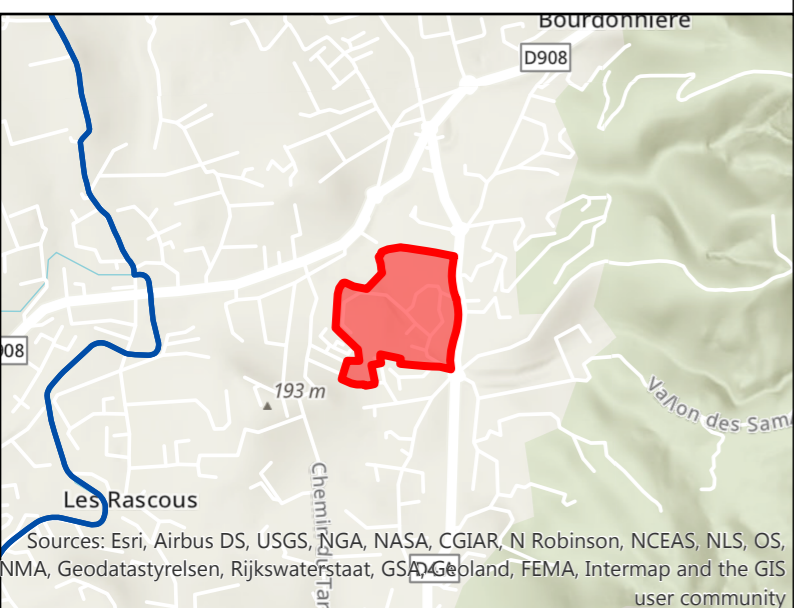 Bourdonnière
D908
908
193 m
Vallon des Sam
Les Rascous
Chemin du Tar
Sources: Esri, Airbus DS, USGS, NGA, NASA, CGIAR, N Robinson, NCEAS, NLS, OS,
NMA, Geodatastyrelsen, Rijkswaterstaat, GSA, Geoland, FEMA, Intermap and the GIS
user community